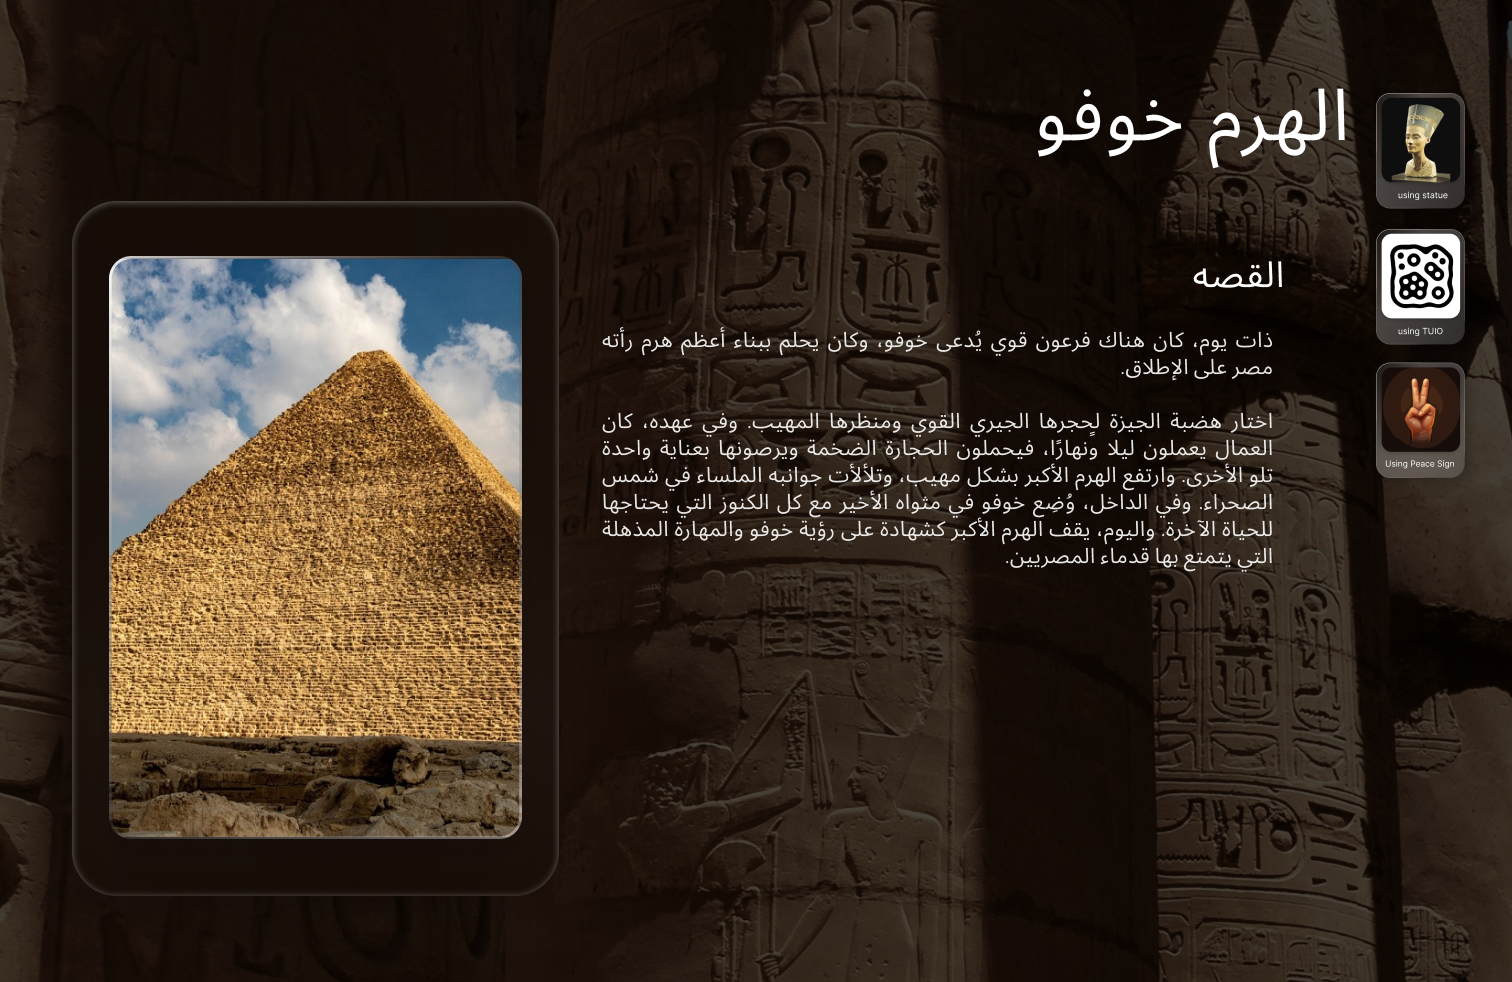 الهرم خوفو
using statue
القصه
using TUIO
ذات يوم، كان هناك فرعون قوي يُدعى خوفو، وكان يحلم ببناء أعظم هرم رأته
مصر على الإطلاق.
اختار هضبة الجيزة لحجرها الجيري القوي ومنظرها المهيب. وفي عهده، كان
العمال يعملون ليلا ونهارًا، فيحملون الحجارة الضخمة ويرصونها بعناية واحدة
تلو الأخرى. وارتفع الهرم الأكبر بشكل مهيب، وتلألأت جوانبه الملساء في شمس
الصحراء. وفي الداخل، وُضِع خوفو في مثواه الأخير مع كل الكنوز التي يحتاجها
للحياة الآخرة. واليوم، يقف الهرم الأكبر كشهادة على رؤية خوفو والمهارة المذهلة
التي يتمتع بها قدماء المصريين.
Using Peace Sign